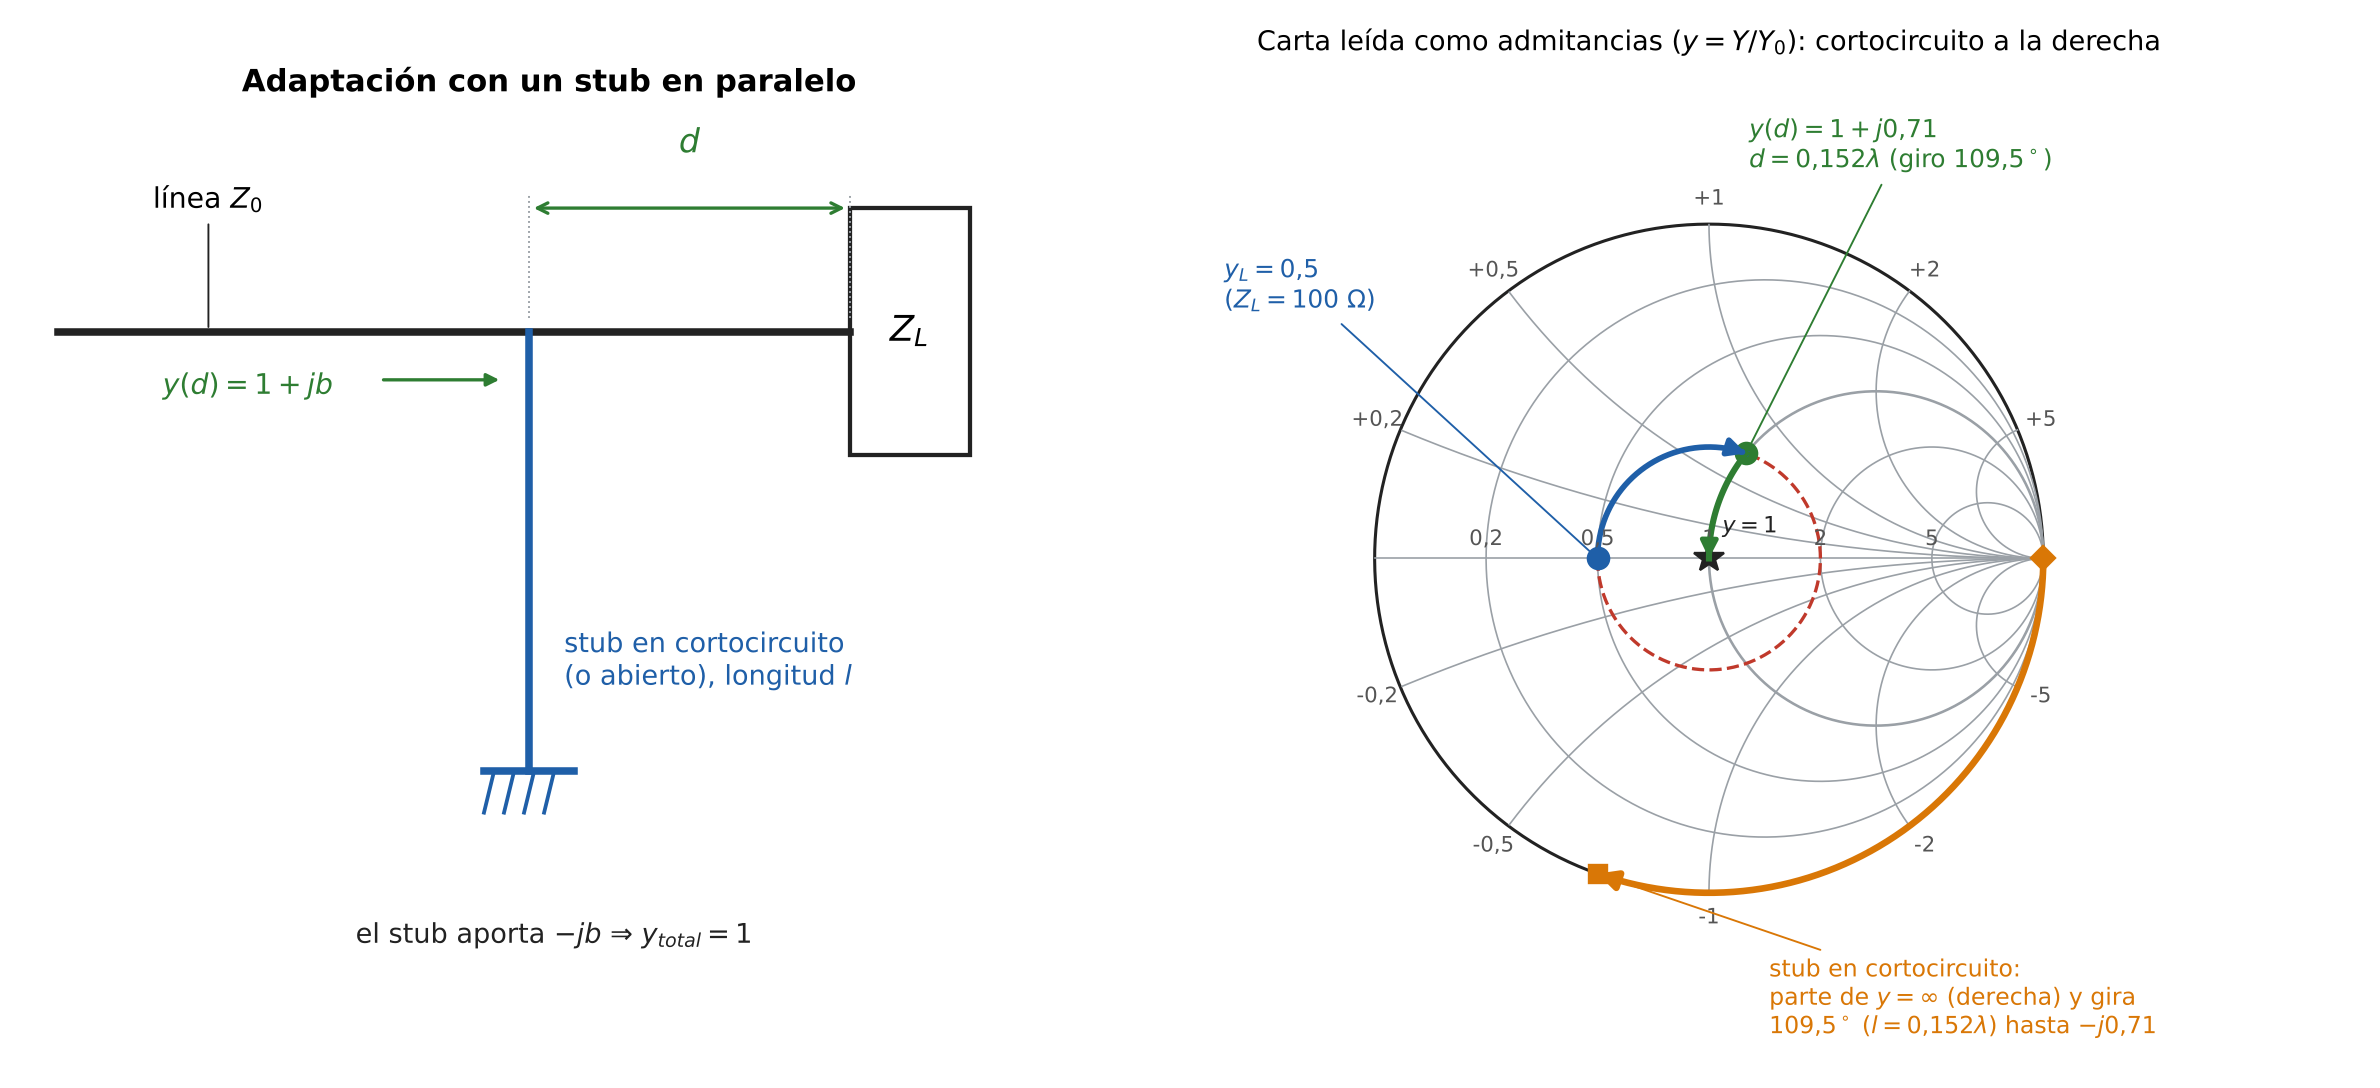 Adaptación con un stub en paralelo
d
línea Z₀
Z_L
y(d) = 1 + jb
stub en cortocircuito
(o abierto), longitud l
el stub aporta −jb ⇒ y_total = 1
Carta leída como admitancias (y = Y/Y₀): cortocircuito a la derecha
y(d) = 1 + j0,71
d = 0,152λ (giro 109,5°)
+1
y_L = 0,5
(Z_L = 100 Ω)
+0,5
+2
+0,2
+5
y = 1
0,2
0,5
1
2
5
-0,2
-5
-0,5
-2
-1
stub en cortocircuito:
parte de y = ∞ (derecha) y gira
109,5° (l = 0,152λ) hasta −j0,71